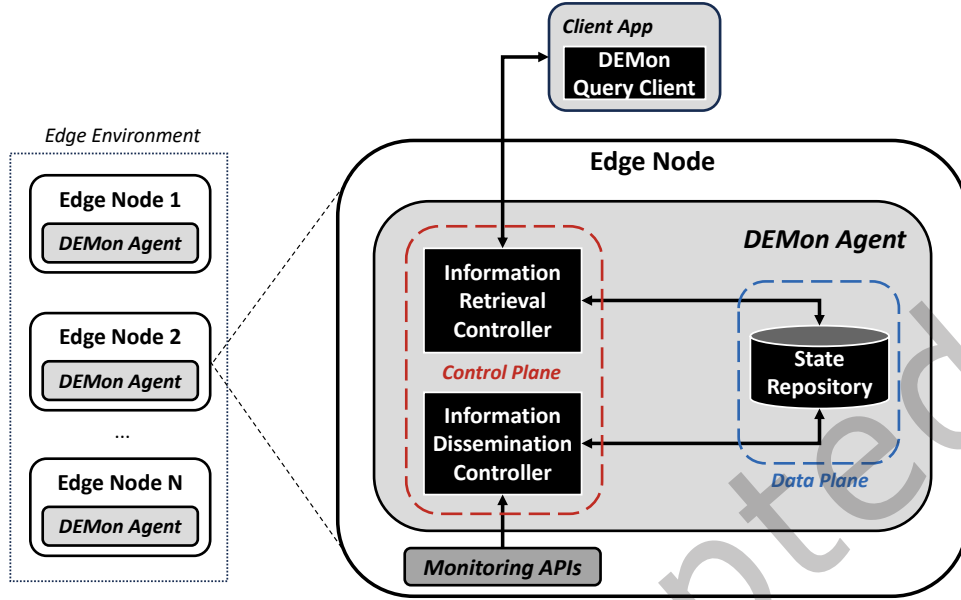 Client App
DEMon
Query Client
Edge Environment
Edge Node 1
DEMon Agent
Edge Node 2
DEMon Agent
...
Edge Node N
DEMon Agent
Edge Node
DEMon Agent
Information
Retrieval
Controller
Control Plane
Information
Dissemination
Controller
State
Repository
Data Plane
Monitoring APIs
pted